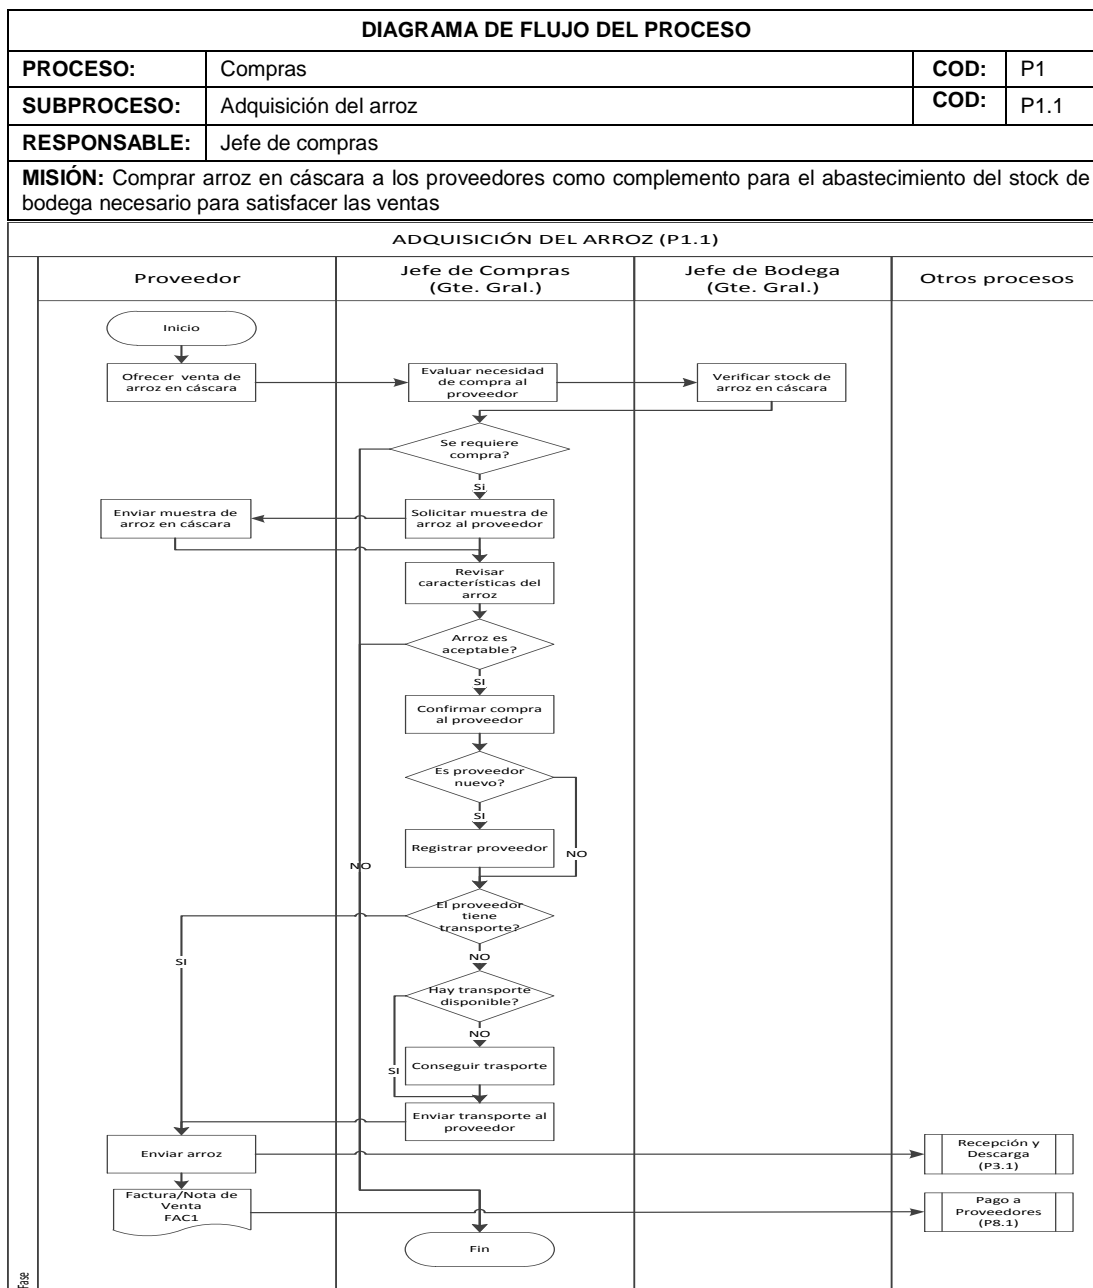 DIAGRAMA DE FLUJO DEL PROCESO
PROCESO: Compras COD: P1
SUBPROCESO: Adquisición del arroz COD: P1.1
RESPONSABLE: Jefe de compras
MISIÓN: Comprar arroz en cáscara a los proveedores como complemento para el abastecimiento del stock de
bodega necesario para satisfacer las ventas
ADQUISICIÓN DEL ARROZ (P1.1)
Proveedor
Jefe de Compras
(Gte. Gral.)
Jefe de Bodega
(Gte. Gral.)
Otros procesos
Inicio
Ofrecer venta de
arroz en cáscara
Evaluar necesidad
de compra al
proveedor
Verificar stock de
arroz en cáscara
Se requiere
compra?
Si
Enviar muestra de
arroz en cáscara
Solicitar muestra de
arroz al proveedor
Revisar
características del
arroz
Arroz es
aceptable?
SI
Confirmar compra
al proveedor
Es proveedor
nuevo?
SI
Registrar proveedor
NO
NO
El proveedor
tiene
transporte?
SI
NO
Hay transporte
disponible?
NO
SI
Conseguir trasporte
Enviar transporte al
proveedor
Enviar arroz
Recepción y
Descarga
(P3.1)
Factura/Nota de
Venta
FAC1
Pago a
Proveedores
(P8.1)
Fin
Fase